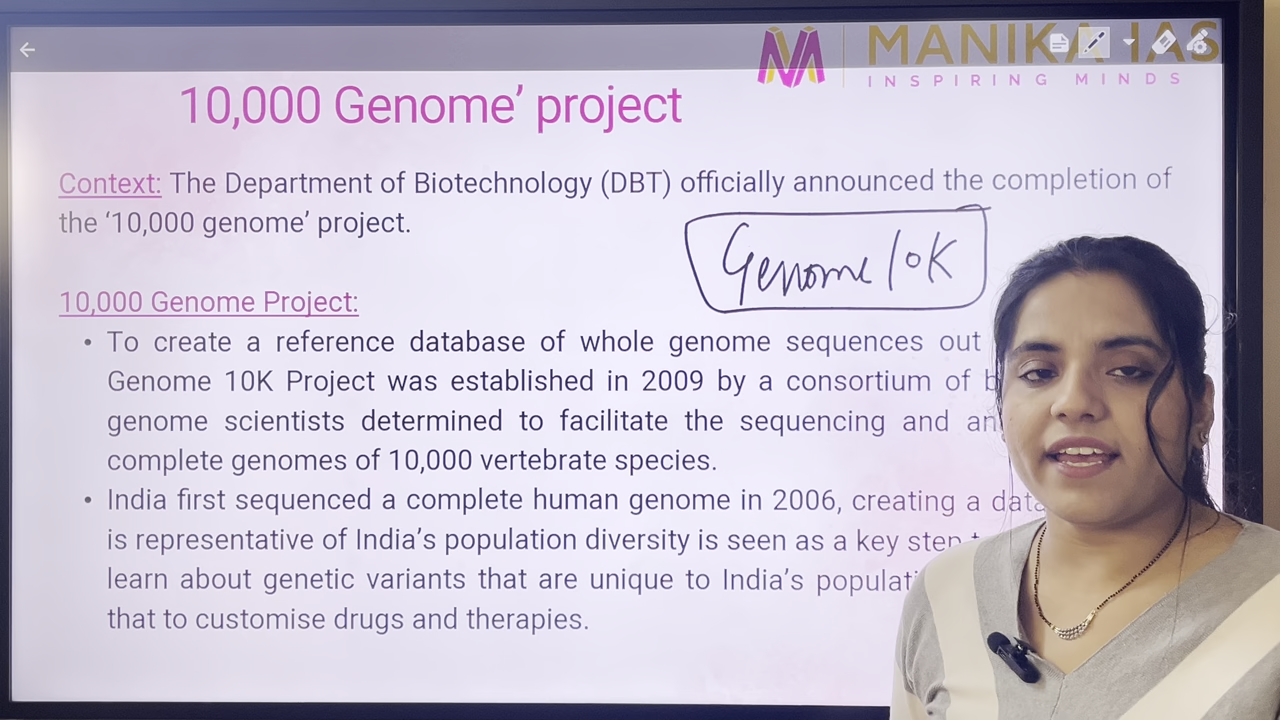 MANIKA IAS
INSPIRING MINDS
10,000 Genome’ project
Context: The Department of Biotechnology (DBT) officially announced the completion of
the ‘10,000 genome’ project.
Genome 10K
10,000 Genome Project:
• To create a reference database of whole genome sequences out
Genome 10K Project was established in 2009 by a consortium of
genome scientists determined to facilitate the sequencing and
complete genomes of 10,000 vertebrate species.
• India first sequenced a complete human genome in 2006, creating a
is representative of India’s population diversity is seen as a key step
learn about genetic variants that are unique to India’s
that to customise drugs and therapies.